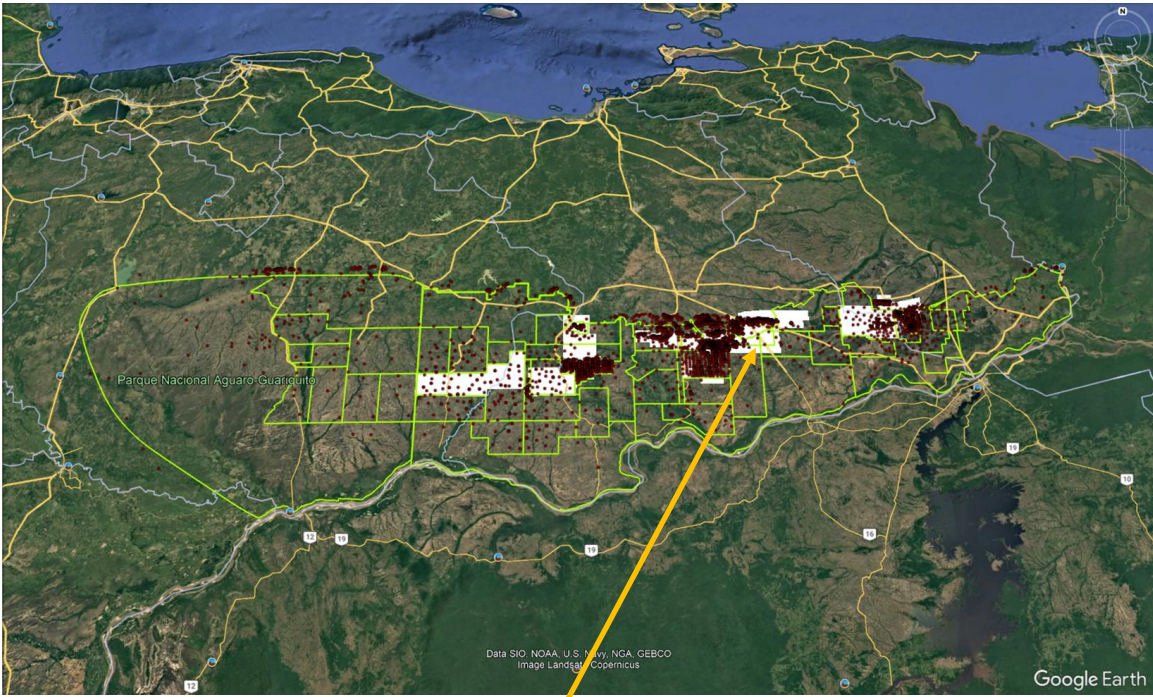 N
Parque Nacional Aguaro-Guariquito
19
10
12
19
16
19
Data SIO, NOAA, U.S. Navy, NGA, GEBCO
Image Landsat / Copernicus
12
Google Earth